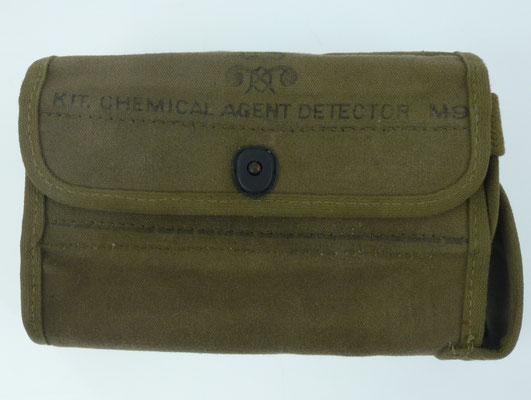 KIT. CHEMICAL AGENT DETECTOR M9